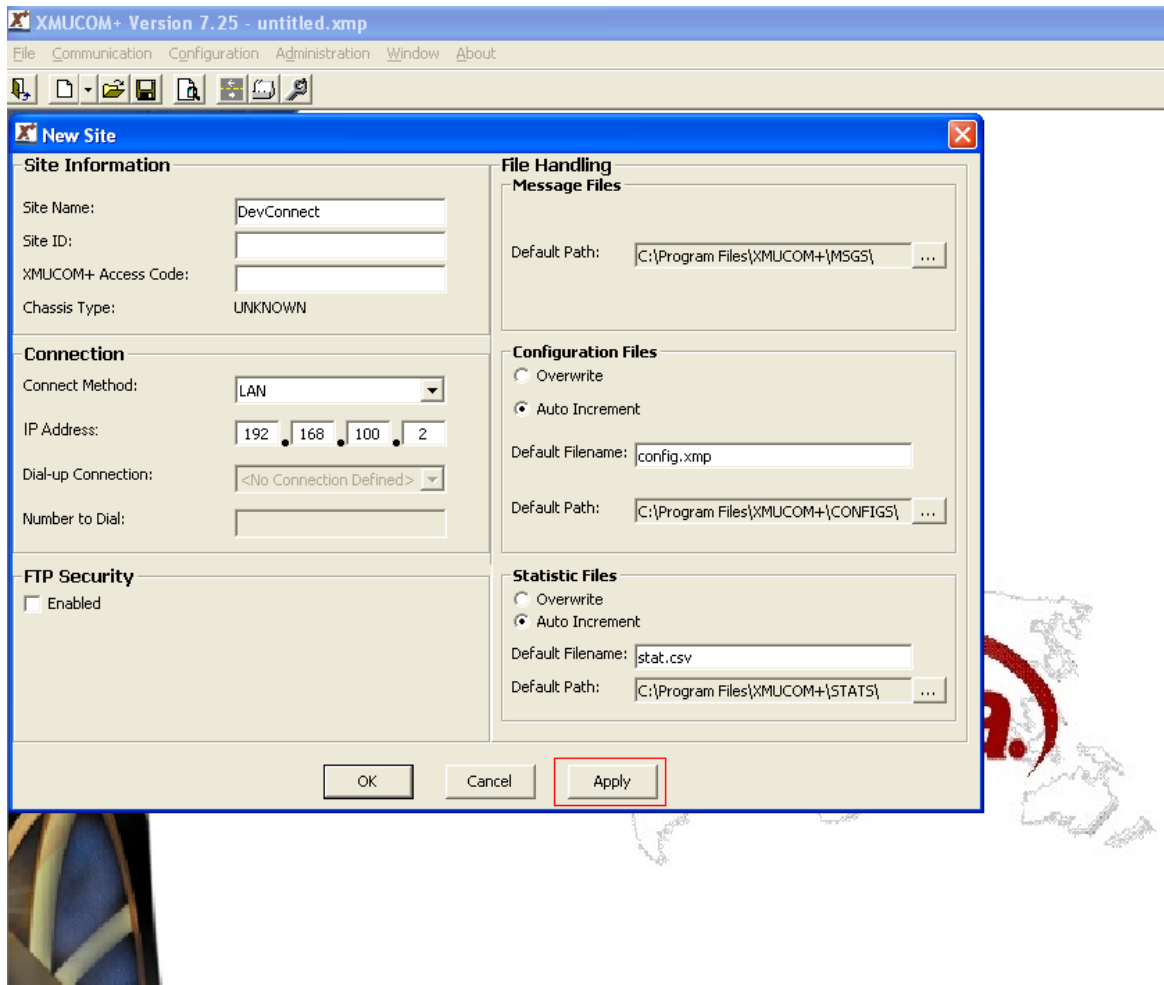 XMUCOM+ Version 7.25 - untitled.xmp
File Communication Configuration Administration Window About
New Site
Site Information
Site Name: DevConnect
Site ID:
XMUCOM+ Access Code:
Chassis Type: UNKNOWN
Connection
Connect Method: LAN
IP Address: 192 . 168 . 100 . 2
Dial-up Connection: <No Connection Defined>
Number to Dial:
FTP Security
Enabled
File Handling
Message Files
Default Path: C:\Program Files\XMUCOM+\MSGS\ ...
Configuration Files
Overwrite
Auto Increment
Default Filename: config.xmp
Default Path: C:\Program Files\XMUCOM+\CONFIGS\ ...
Statistic Files
Overwrite
Auto Increment
Default Filename: stat.csv
Default Path: C:\Program Files\XMUCOM+\STATS\ ...
OK Cancel Apply
a.